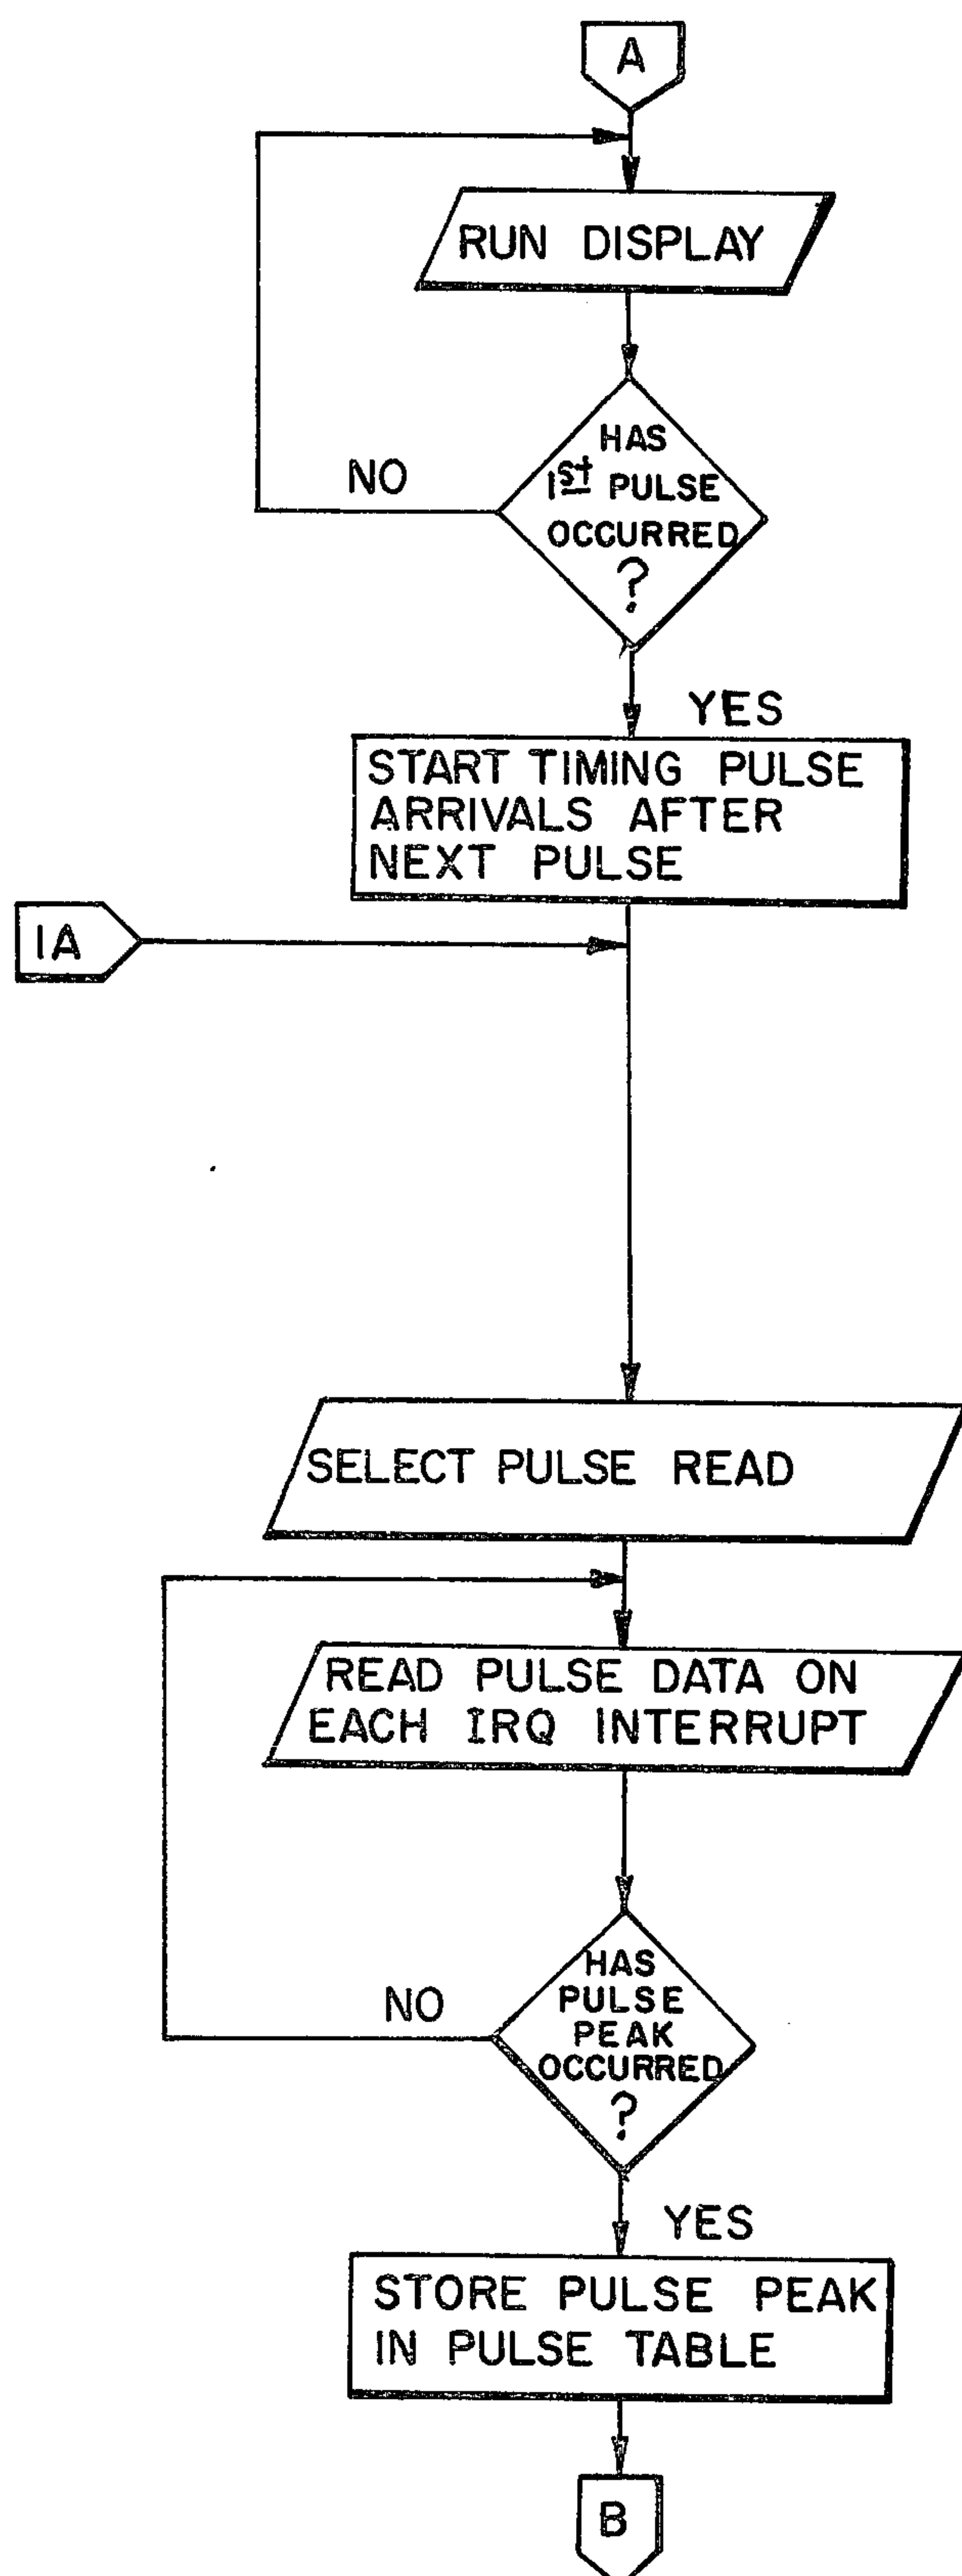 A
RUN DISPLAY
HAS
1st PULSE
OCCURRED
?
NO
YES
START TIMING PULSE
ARRIVALS AFTER
NEXT PULSE
1A
SELECT PULSE READ
READ PULSE DATA ON
EACH IRQ INTERRUPT
HAS
PULSE
PEAK
OCCURRED
?
NO
YES
STORE PULSE PEAK
IN PULSE TABLE
B